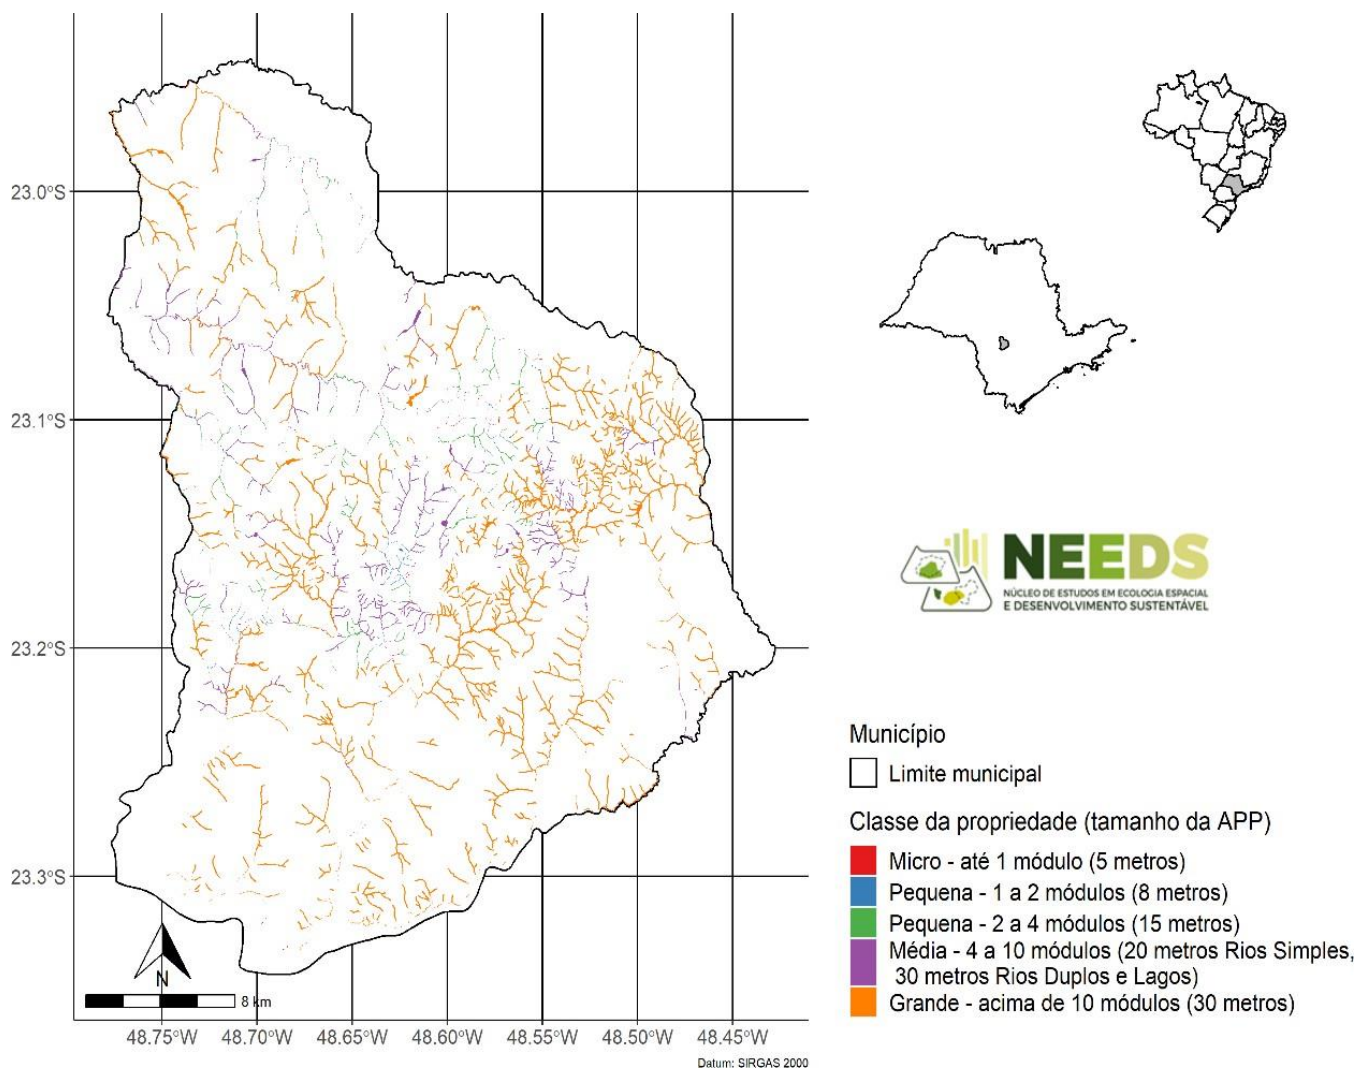 23.0°S
23.1°S
23.2°S
23.3°S
N
8 km
48.75°W 48.70°W 48.65°W 48.60°W 48.55°W 48.50°W 48.45°W
Datum: SIRGAS 2000
NEEDS
NÚCLEO DE ESTUDOS EM ECOLOGIA ESPACIAL
E DESENVOLVIMENTO SUSTENTÁVEL
Município
Limite municipal
Classe da propriedade (tamanho da APP)
Micro - até 1 módulo (5 metros)
Pequena - 1 a 2 módulos (8 metros)
Pequena - 2 a 4 módulos (15 metros)
Média - 4 a 10 módulos (20 metros Rios Simples,
30 metros Rios Duplos e Lagos)
Grande - acima de 10 módulos (30 metros)